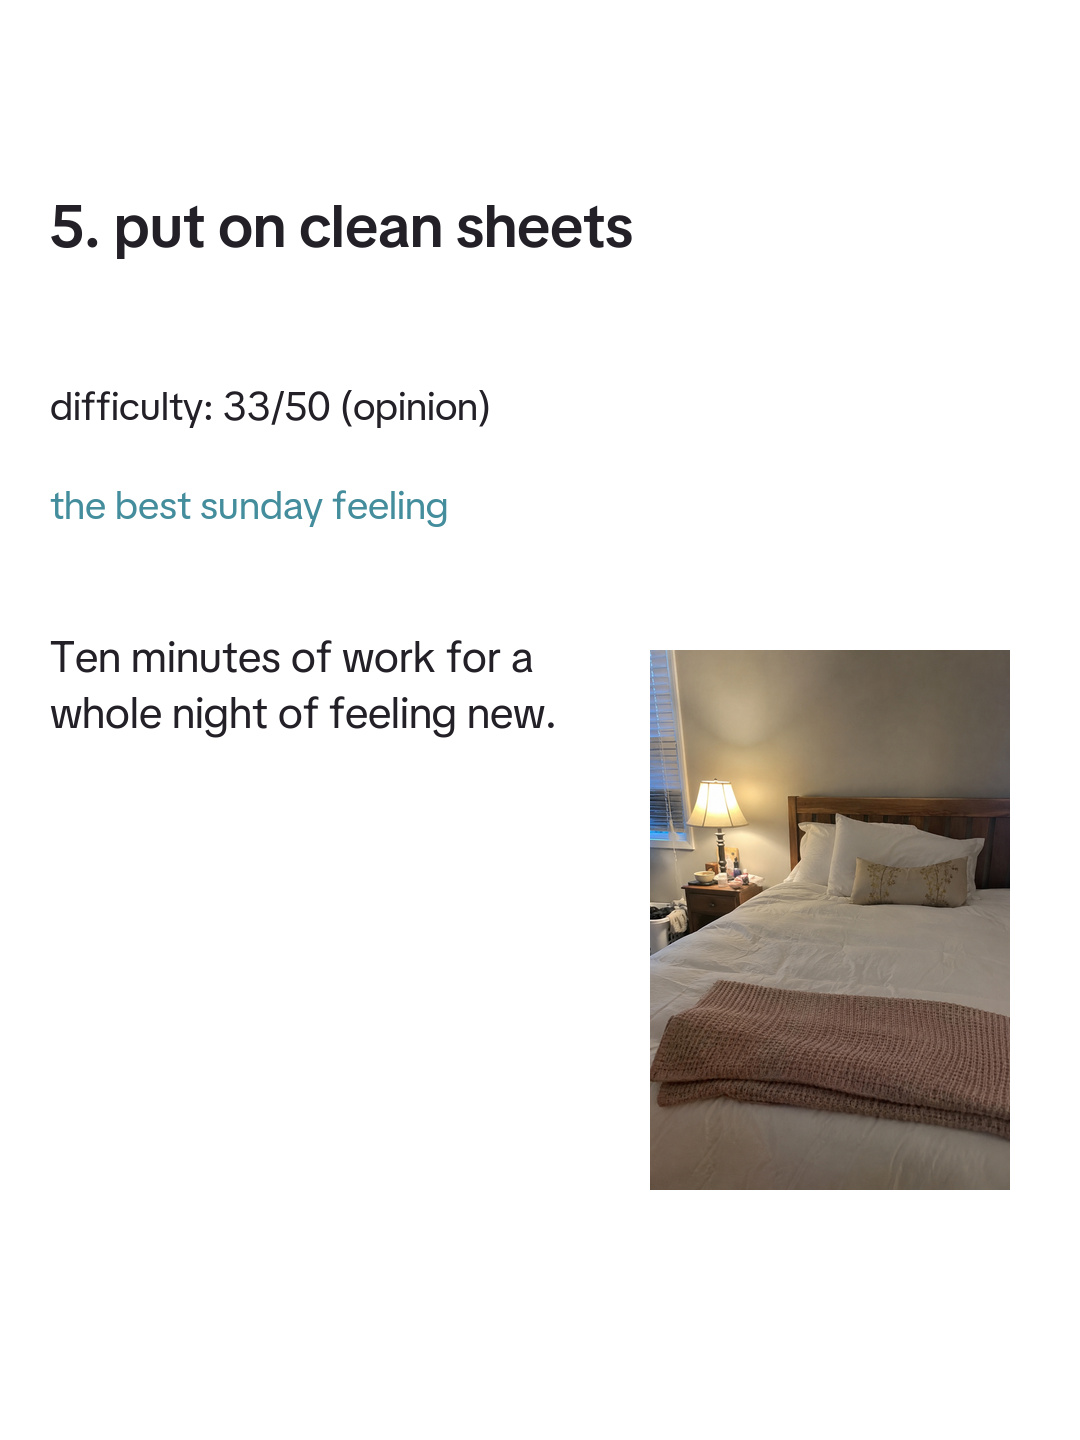 5. put on clean sheets
difficulty: 33/50 (opinion)
the best sunday feeling
Ten minutes of work for a
whole night of feeling new.